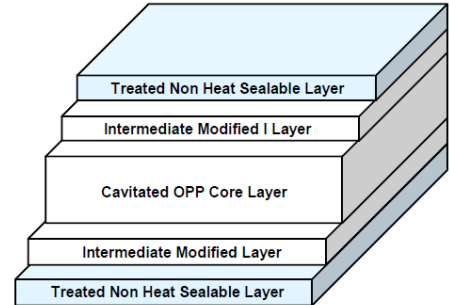 Treated Non Heat Sealable Layer
Intermediate Modified I Layer
Cavitated OPP Core Layer
Intermediate Modified Layer
Treated Non Heat Sealable Layer